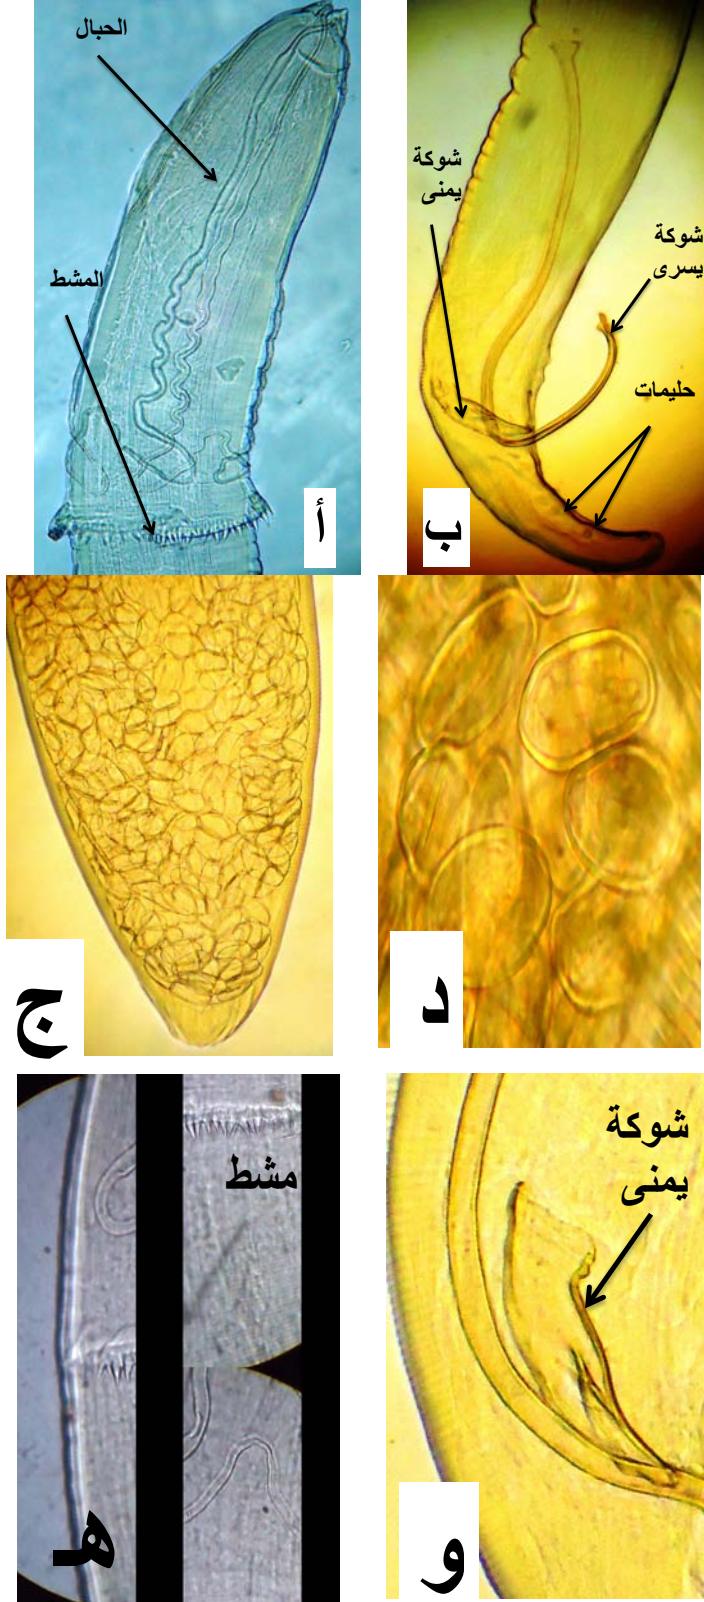 الحبال
المشط
أ
شوكة
يمنى
شوكة
يسرى
حليمات
ب
ج
د
مشط
هـ
شوكة
يمنى
و